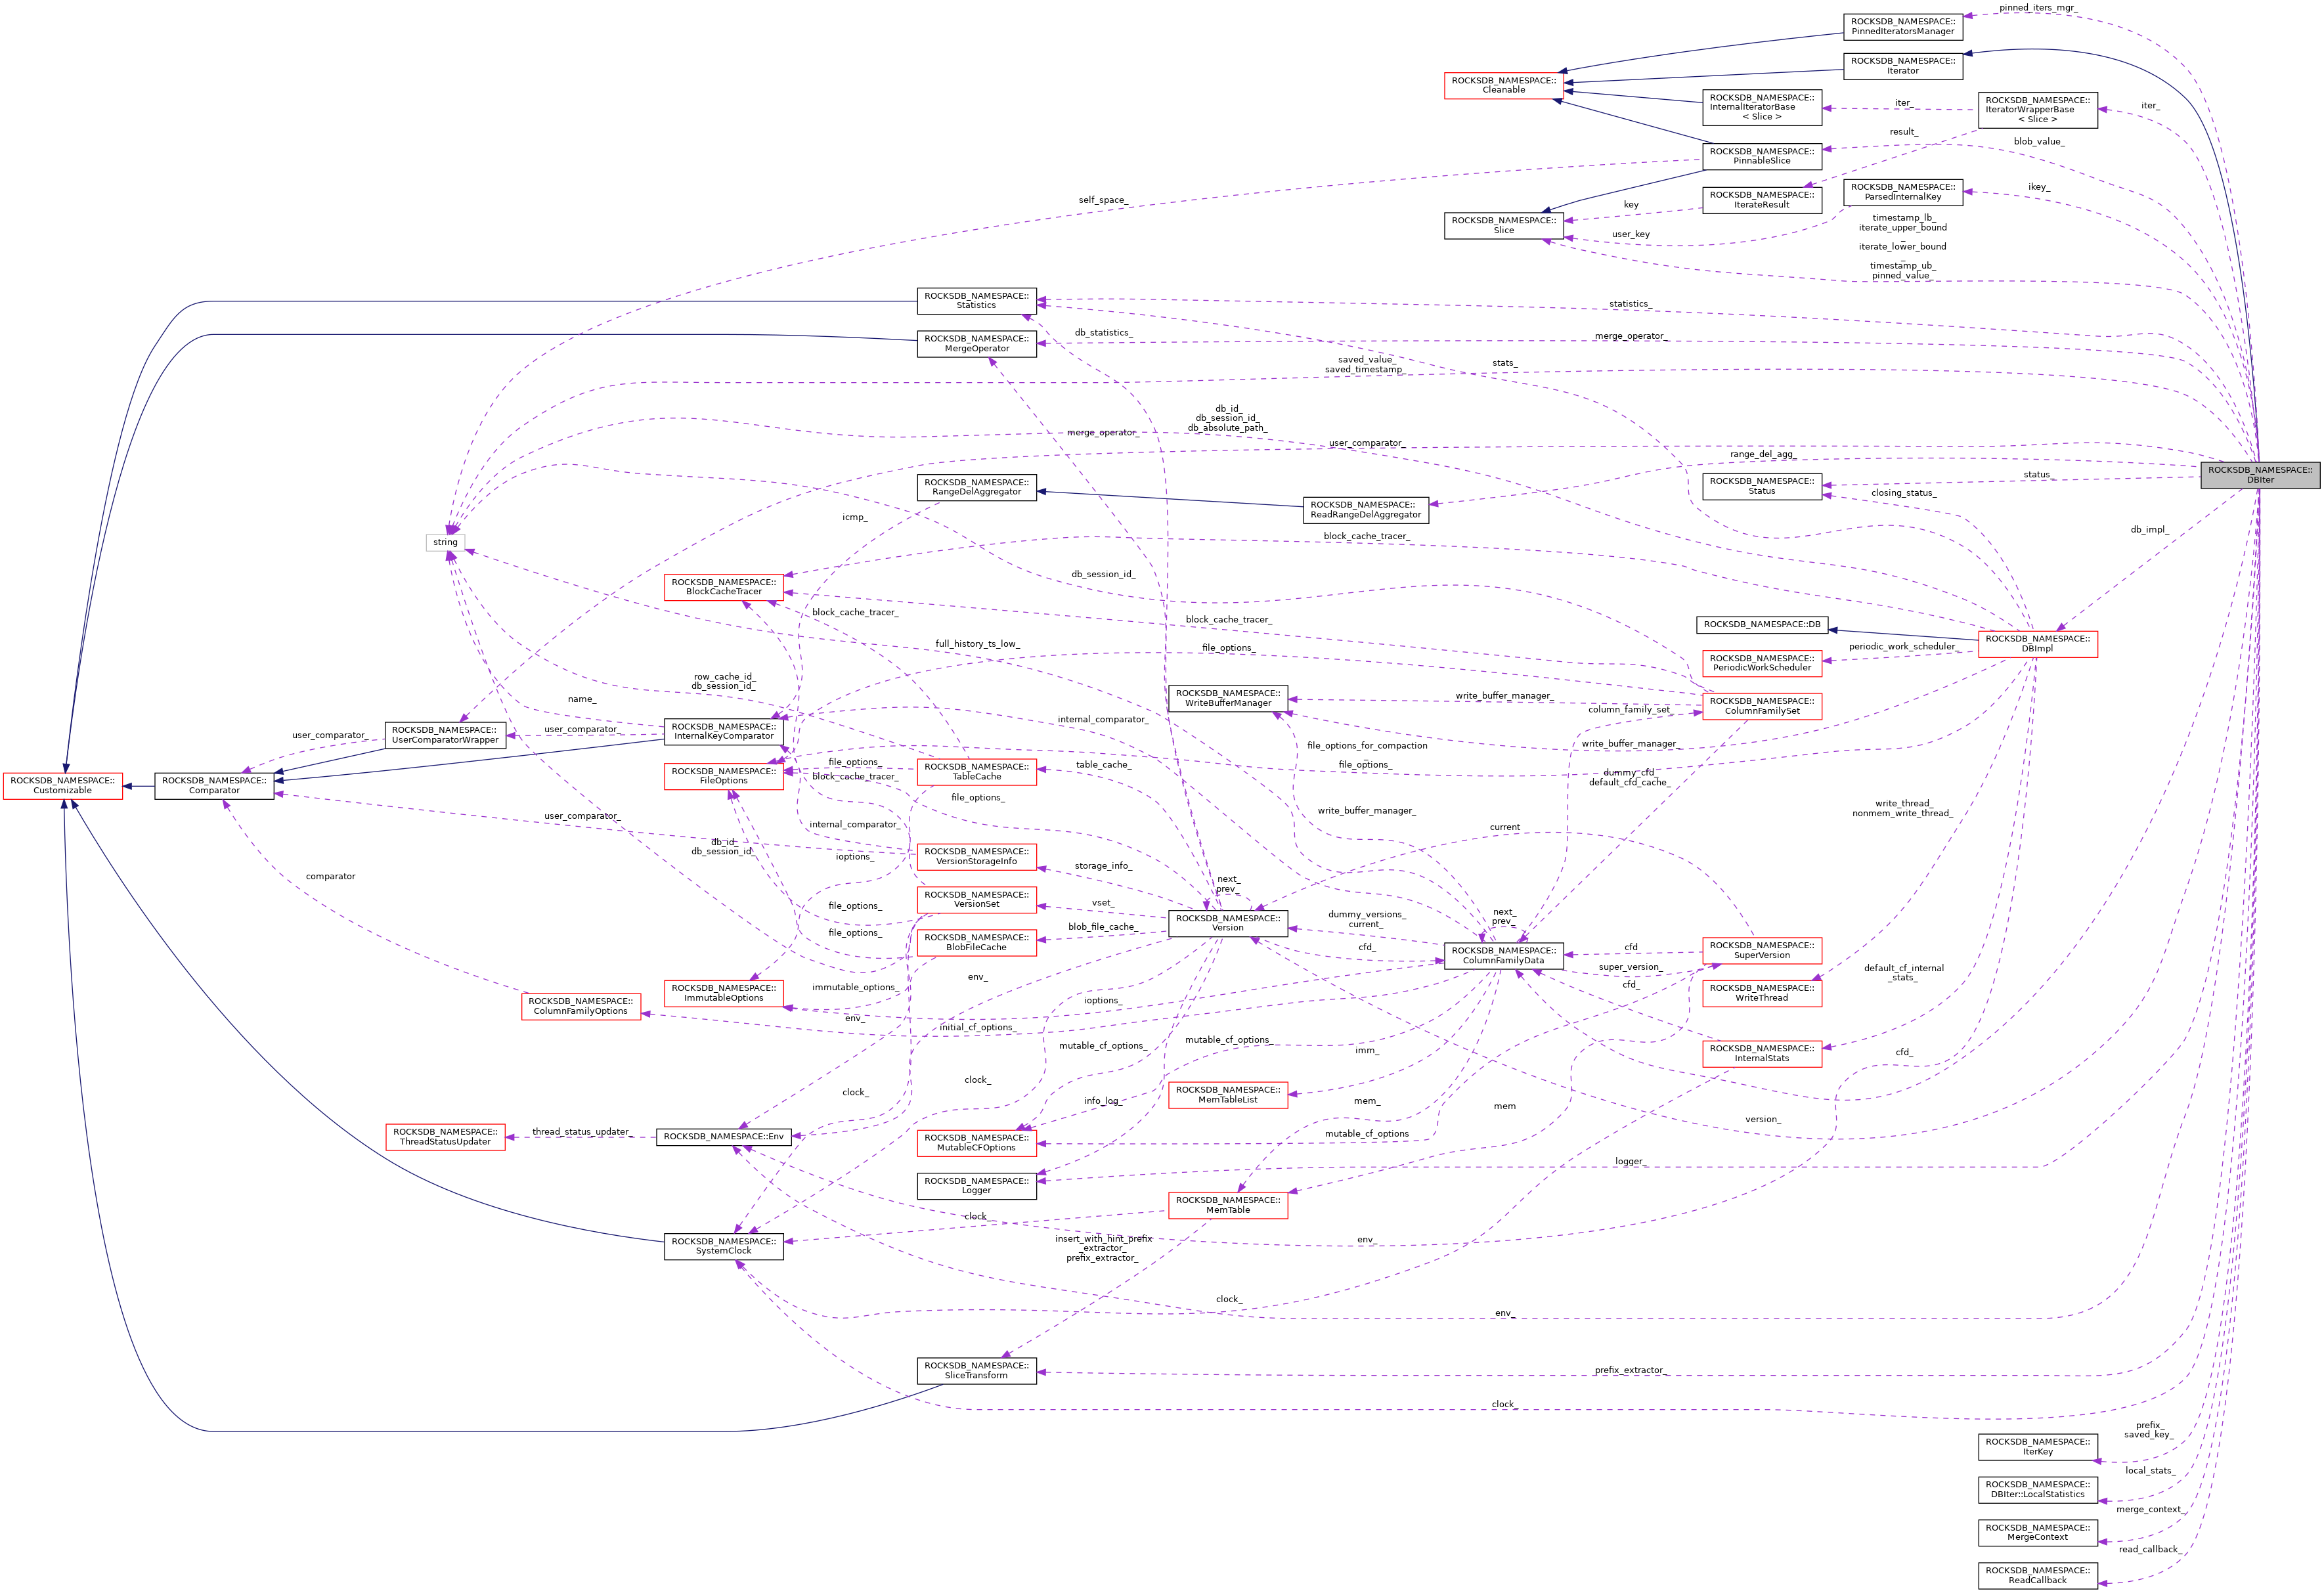 pinned_iters_mgr_
ROCKSDB_NAMESPACE::
PinnedIteratorsManager
ROCKSDB_NAMESPACE::
Iterator
ROCKSDB_NAMESPACE::
Cleanable
ROCKSDB_NAMESPACE::
InternalIteratorBase
< Slice >
iter_
ROCKSDB_NAMESPACE::
IteratorWrapperBase
< Slice >
iter_
result_
blob_value_
ROCKSDB_NAMESPACE::
PinnableSlice
ROCKSDB_NAMESPACE::
IterateResult
ROCKSDB_NAMESPACE::
ParsedInternalKey
ikey_
self_space_
key
ROCKSDB_NAMESPACE::
Slice
user_key
timestamp_lb_
iterate_upper_bound
_
iterate_lower_bound
_
timestamp_ub_
pinned_value_
ROCKSDB_NAMESPACE::
Statistics
statistics_
db_statistics_
ROCKSDB_NAMESPACE::
MergeOperator
merge_operator_
saved_value_
saved_timestamp_
stats_
db_id_
db_session_id_
db_absolute_path_
merge_operator_
user_comparator_
range_del_agg_
ROCKSDB_NAMESPACE::
DBIter
status_
ROCKSDB_NAMESPACE::
Status
closing_status_
ROCKSDB_NAMESPACE::
RangeDelAggregator
ROCKSDB_NAMESPACE::
ReadRangeDelAggregator
icmp_
db_impl_
string
block_cache_tracer_
db_session_id_
ROCKSDB_NAMESPACE::
BlockCacheTracer
block_cache_tracer_
block_cache_tracer_
ROCKSDB_NAMESPACE::DB
ROCKSDB_NAMESPACE::
DBImpl
full_history_ts_low_
file_options_
periodic_work_scheduler_
ROCKSDB_NAMESPACE::
PeriodicWorkScheduler
row_cache_id_
db_session_id_
name_
ROCKSDB_NAMESPACE::
WriteBufferManager
write_buffer_manager_
ROCKSDB_NAMESPACE::
ColumnFamilySet
column_family_set_
internal_comparator_
ROCKSDB_NAMESPACE::
UserComparatorWrapper
user_comparator_
user_comparator_
ROCKSDB_NAMESPACE::
InternalKeyComparator
write_buffer_manager_
file_options_for_compaction
_
file_options_
ROCKSDB_NAMESPACE::
Customizable
ROCKSDB_NAMESPACE::
Comparator
ROCKSDB_NAMESPACE::
FileOptions
file_options_
block_cache_tracer_
ROCKSDB_NAMESPACE::
TableCache
table_cache_
dummy_cfd_
default_cfd_cache_
file_options_
write_buffer_manager_
write_thread_
nonmem_write_thread_
user_comparator_
internal_comparator_
current
db_id_
db_session_id_
ioptions_
ROCKSDB_NAMESPACE::
VersionStorageInfo
storage_info_
comparator
next_
prev_
ROCKSDB_NAMESPACE::
VersionSet
vset_
file_options_
file_options_
ROCKSDB_NAMESPACE::
Version
dummy_versions_
current_
next_
prev_
blob_file_cache_
ROCKSDB_NAMESPACE::
BlobFileCache
cfd_
ROCKSDB_NAMESPACE::
ColumnFamilyData
cfd
ROCKSDB_NAMESPACE::
SuperVersion
super_version_
cfd_
default_cf_internal
_stats_
env_
immutable_options_
ROCKSDB_NAMESPACE::
ImmutableOptions
ROCKSDB_NAMESPACE::
WriteThread
ROCKSDB_NAMESPACE::
ColumnFamilyOptions
ioptions_
initial_cf_options_
env_
mutable_cf_options_
mutable_cf_options_
imm_
ROCKSDB_NAMESPACE::
InternalStats
cfd_
clock_
clock_
info_log_
ROCKSDB_NAMESPACE::
MemTableList
mem_
mem
version_
ROCKSDB_NAMESPACE::
ThreadStatusUpdater
thread_status_updater_
ROCKSDB_NAMESPACE::Env
ROCKSDB_NAMESPACE::
MutableCFOptions
mutable_cf_options
logger_
ROCKSDB_NAMESPACE::
Logger
ROCKSDB_NAMESPACE::
MemTable
clock_
ROCKSDB_NAMESPACE::
SystemClock
insert_with_hint_prefix
_extractor_
prefix_extractor_
env_
clock_
env_
ROCKSDB_NAMESPACE::
SliceTransform
prefix_extractor_
clock_
prefix_
saved_key_
ROCKSDB_NAMESPACE::
IterKey
local_stats_
ROCKSDB_NAMESPACE::
DBIter::LocalStatistics
merge_context_
ROCKSDB_NAMESPACE::
MergeContext
read_callback_
ROCKSDB_NAMESPACE::
ReadCallback